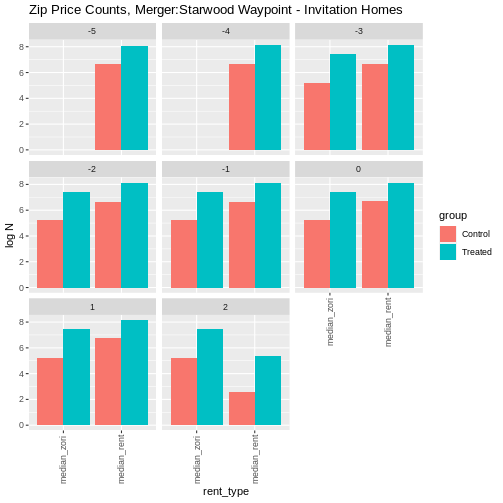 Zip Price Counts, Merger:Starwood Waypoint - Invitation Homes
-5
-4
-3
8
6
4
2
0
-2
-1
0
8
6
4
2
0
1
2
8
6
4
2
0
log N
median_zori
median_rent
median_zori
median_rent
median_zori
median_rent
rent_type
group
Control
Treated